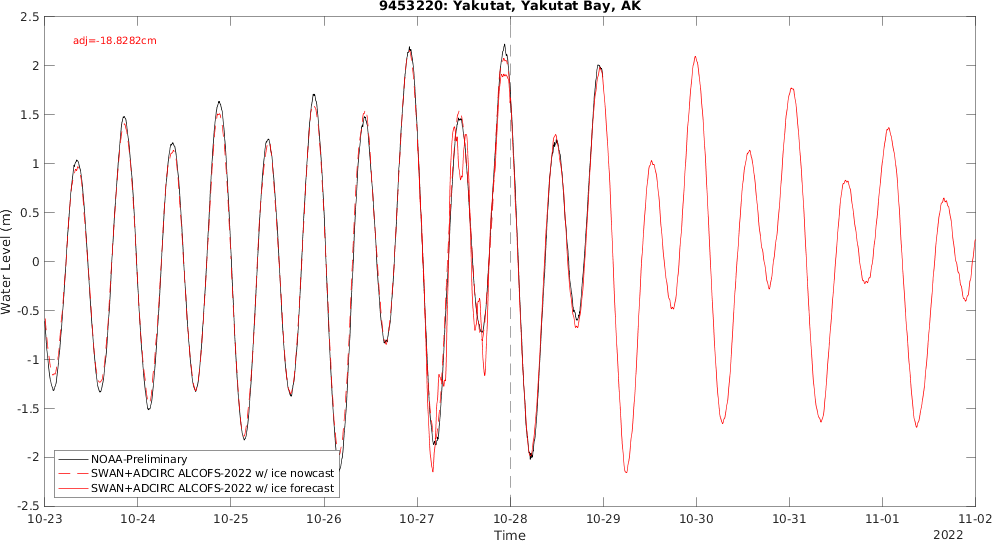 9453220: Yakutat, Yakutat Bay, AK
adj=-18.8282cm
2.5
2
1.5
1
0.5
0
-0.5
-1
-1.5
-2
-2.5
Water Level (m)
NOAA-Preliminary
SWAN+ADCIRC ALCOFS-2022 w/ ice nowcast
SWAN+ADCIRC ALCOFS-2022 w/ ice forecast
10-23 10-24 10-25 10-26 10-27 10-28 10-29 10-30 10-31 11-01 11-02
Time
2022